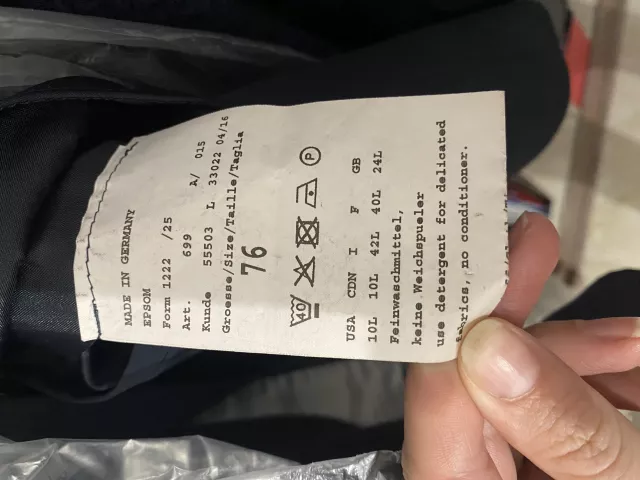 MADE IN GERMANY
EPSOM
Form 1222 /25
Art. 699 A/ 015
Kunde 55503 L 33022 04/16
Groesse/Size/Taille/Taglia
76
40 P
USA CDN I F GB
10L 10L 42L 40L 24L
Feinwaschmittel,
keine Weichspueler
use detergent for delicated
fabrics, no conditioner.